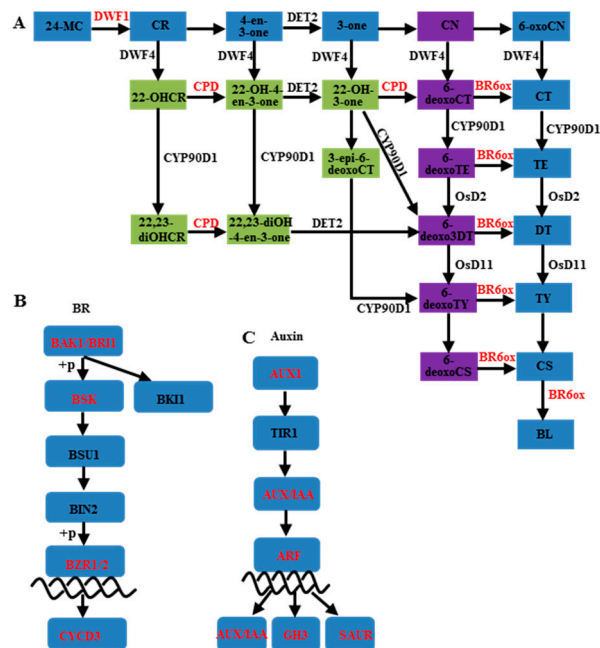 A
24-MC DWF1 CR 4-en-3-one DET2 3-one CN 6-oxoCN
DWF4 DWF4 DWF4 DWF4 DWF4
22-OHCR CPD 22-OH-4-en-3-one DET2 22-OH-3-one CPD 6-deoxoCT BR6ox CT
CYP90D1 CYP90D1 CYP90D1 CYP90D1 CYP90D1
3-epi-6-deoxoCT 6-deoxoTE BR6ox TE
OsD2 OsD2
22,23-diOHCR CPD 22,23-diOH-4-en-3-one DET2 6-deoxo3DT BR6ox DT
OsD11 OsD11
CYP90D1 6-deoxoTY BR6ox TY
6-deoxoCS BR6ox CS
BR6ox
BL
B
BR
BAK1/BRI1
+p
BSK BKI1
BSU1
BIN2
+p
BZR1/2
CYCD3
C
Auxin
AUX1
TIR1
AUX/IAA
ARF
AUX/IAA GH3 SAUR